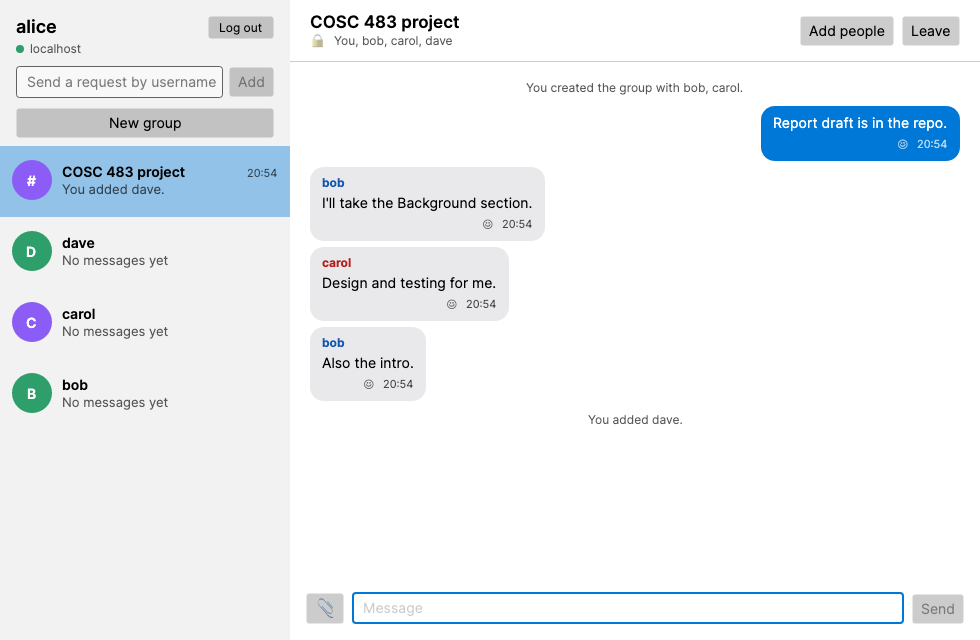 alice
Log out
localhost
Send a request by username
Add
New group
#
COSC 483 project
20:54
You added dave.
D
dave
No messages yet
C
carol
No messages yet
B
bob
No messages yet
COSC 483 project
You, bob, carol, dave
Add people
Leave
You created the group with bob, carol.
Report draft is in the repo.
20:54
bob
I'll take the Background section.
20:54
carol
Design and testing for me.
20:54
bob
Also the intro.
20:54
You added dave.
Message
Send